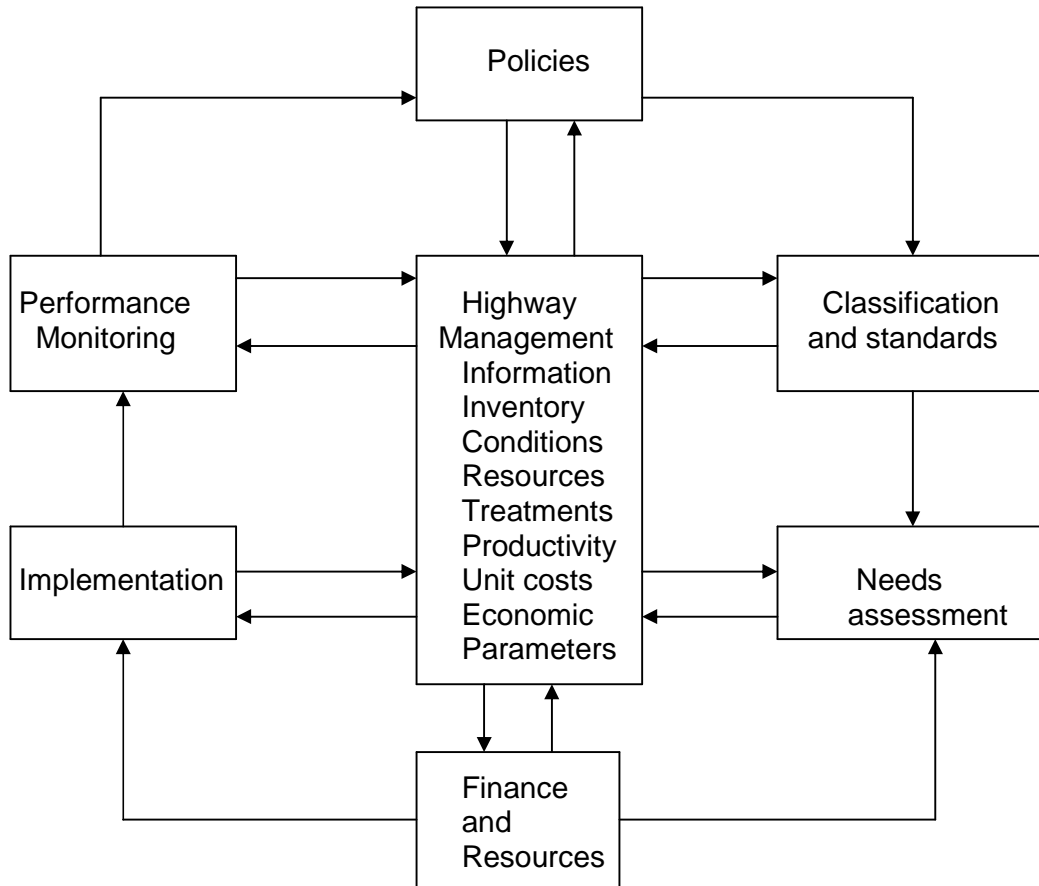 Policies
Performance
Monitoring
Highway
Management
Information
Inventory
Conditions
Resources
Treatments
Productivity
Unit costs
Economic
Parameters
Classification
and standards
Implementation
Needs
assessment
Finance
and
Resources